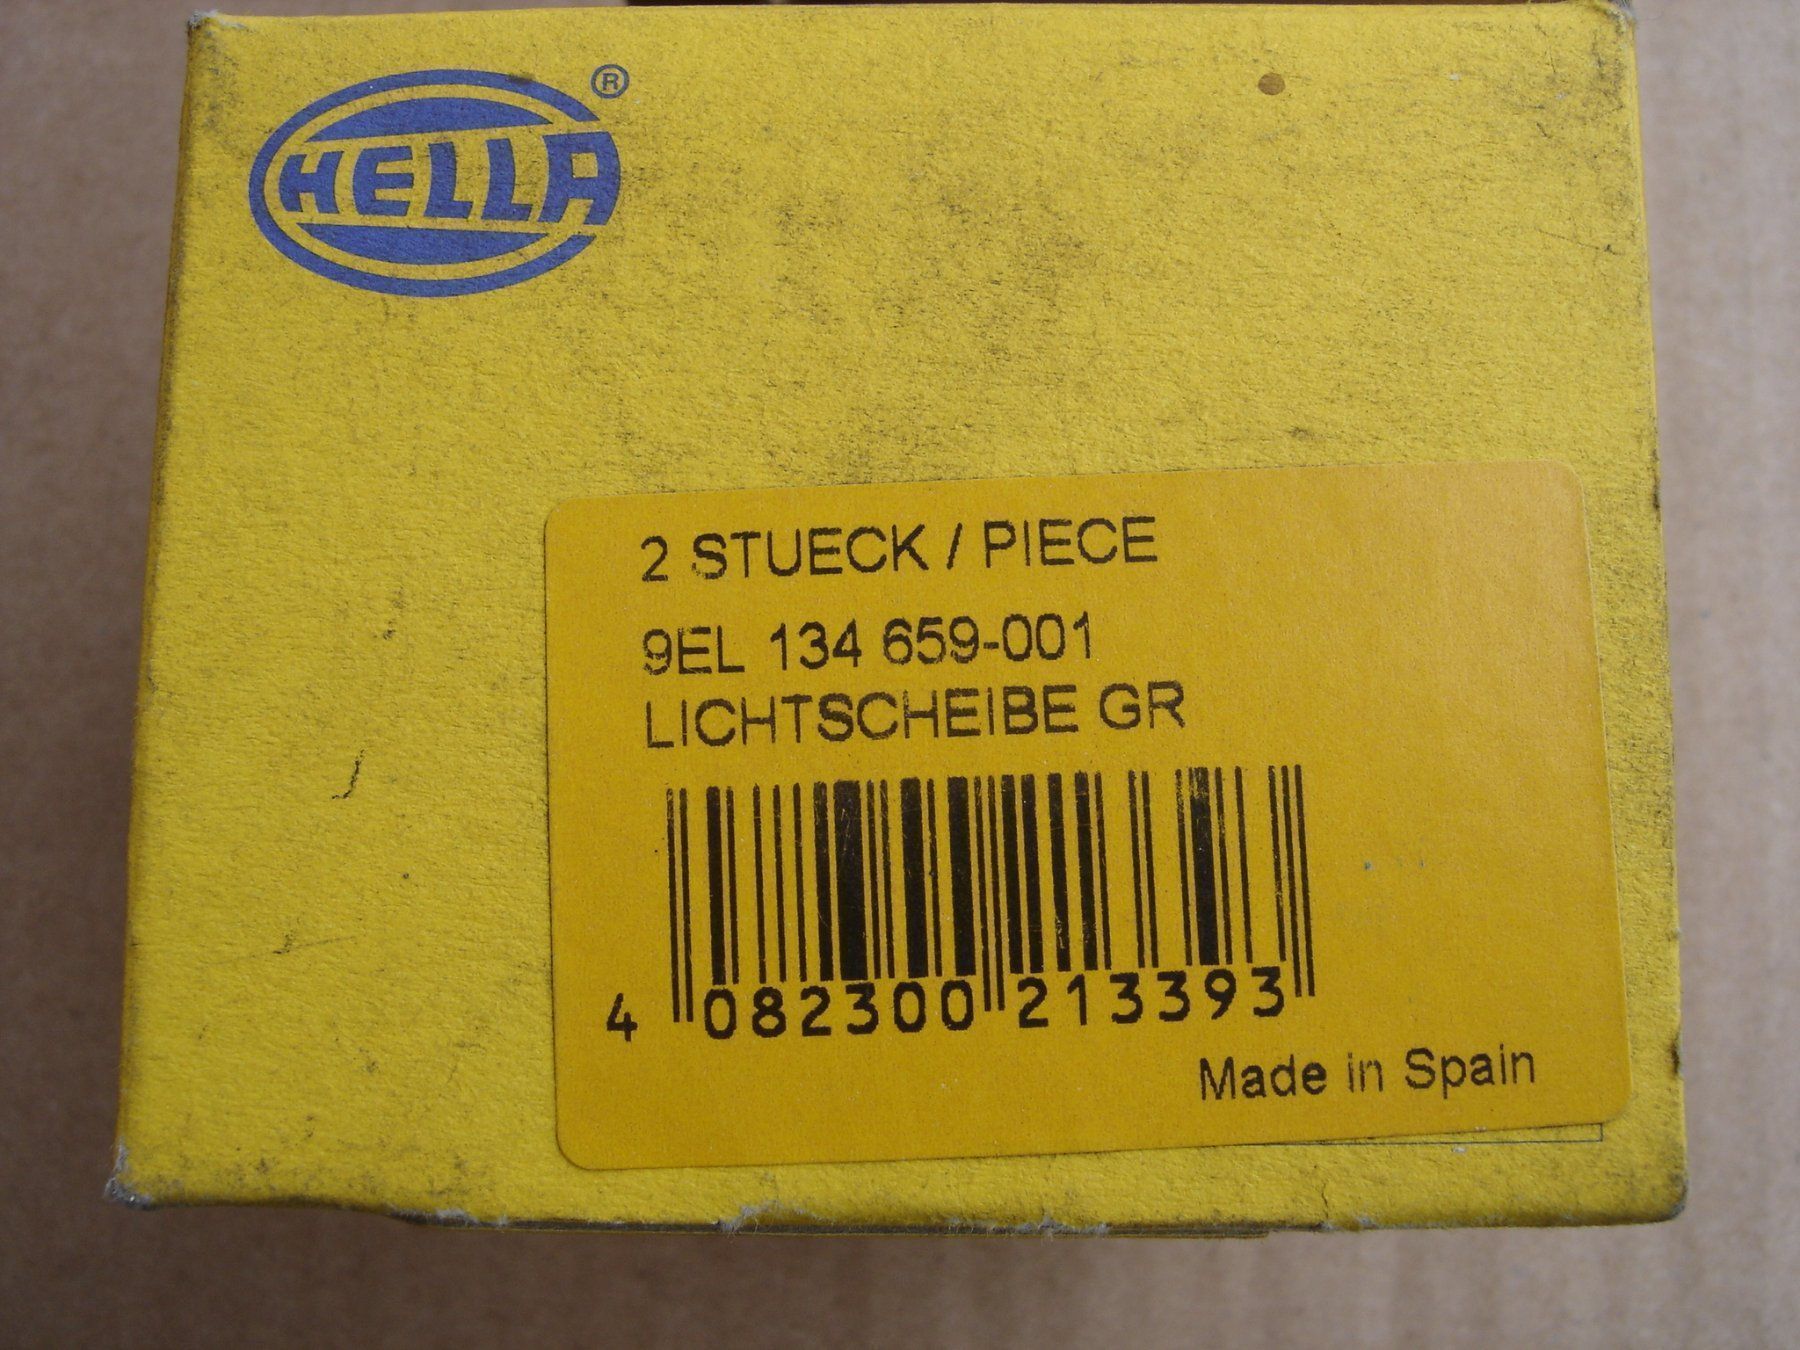 HELLA ®
2 STUECK / PIECE
9EL 134 659-001
LICHTSCHEIBE GR
4 082300 213393
Made in Spain